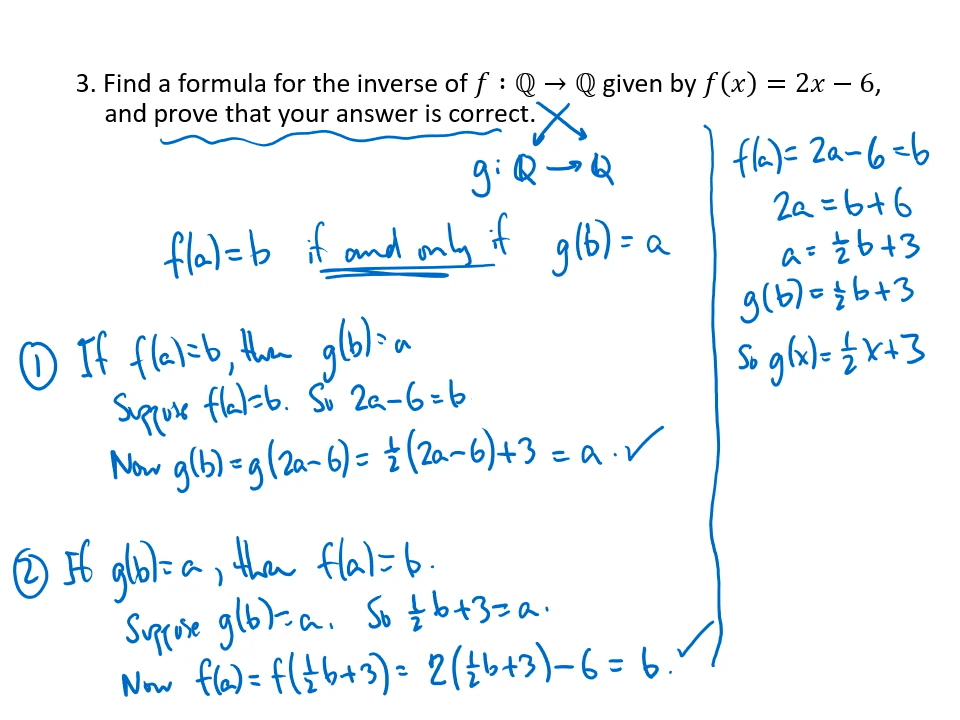 3. Find a formula for the inverse of f : ℚ → ℚ given by f(x) = 2x − 6,
and prove that your answer is correct.
g: ℚ → ℚ
f(a)=b if and only if g(b)=a
① If f(a)=b, then g(b)=a
Suppose f(a)=b. So 2a−6=b
Now g(b)=g(2a−6)=½(2a−6)+3=a. ✓
② If g(b)=a, then f(a)=b.
Suppose g(b)=a. So ½b+3=a.
Now f(a)=f(½b+3)=2(½b+3)−6=b. ✓
f(a)=2a−6=b
2a=b+6
a=½b+3
g(b)=½b+3
So g(x)=½x+3